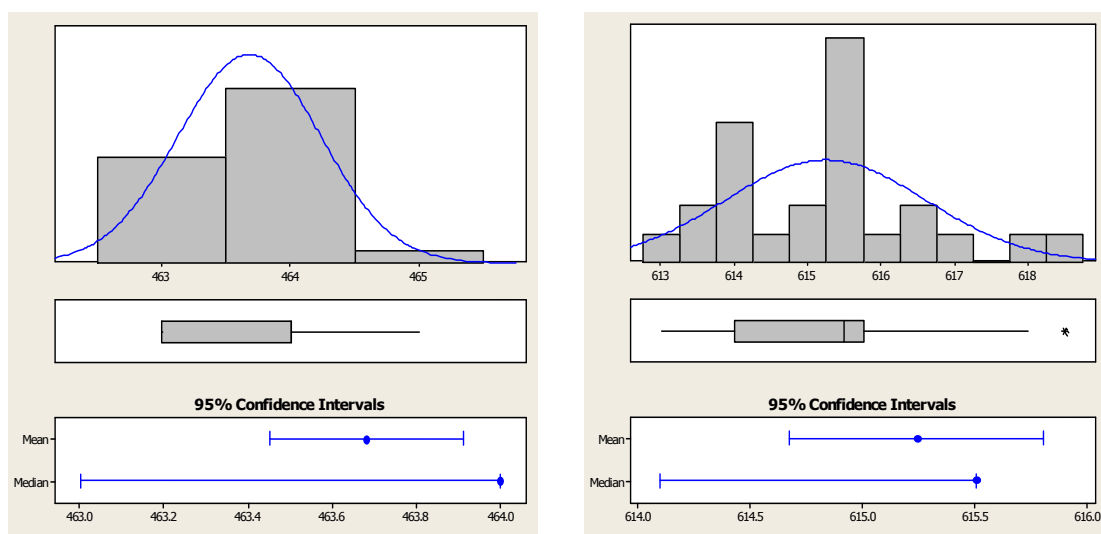 463 464 465
95% Confidence Intervals
Mean
Median
463.0 463.2 463.4 463.6 463.8 464.0
613 614 615 616 617 618
95% Confidence Intervals
Mean
Median
614.0 614.5 615.0 615.5 616.0